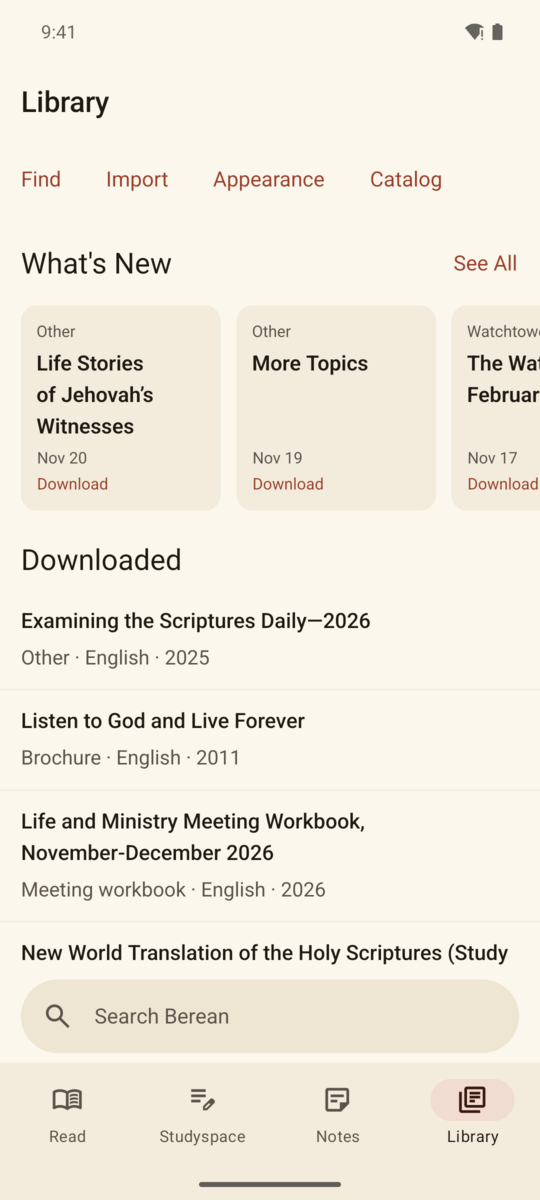 9:41
Library
Find Import Appearance Catalog
What's New See All
Other
Life Stories
of Jehovah’s
Witnesses
Nov 20
Download
Other
More Topics
Nov 19
Download
The
Nov 17
Download
Downloaded
Examining the Scriptures Daily—2026
Other · English · 2025
Listen to God and Live Forever
Brochure · English · 2011
Life and Ministry Meeting Workbook,
November-December 2026
Meeting workbook · English · 2026
New World Translation of the Holy Scriptures (Study
Search Berean
Read Studyspace Notes Library